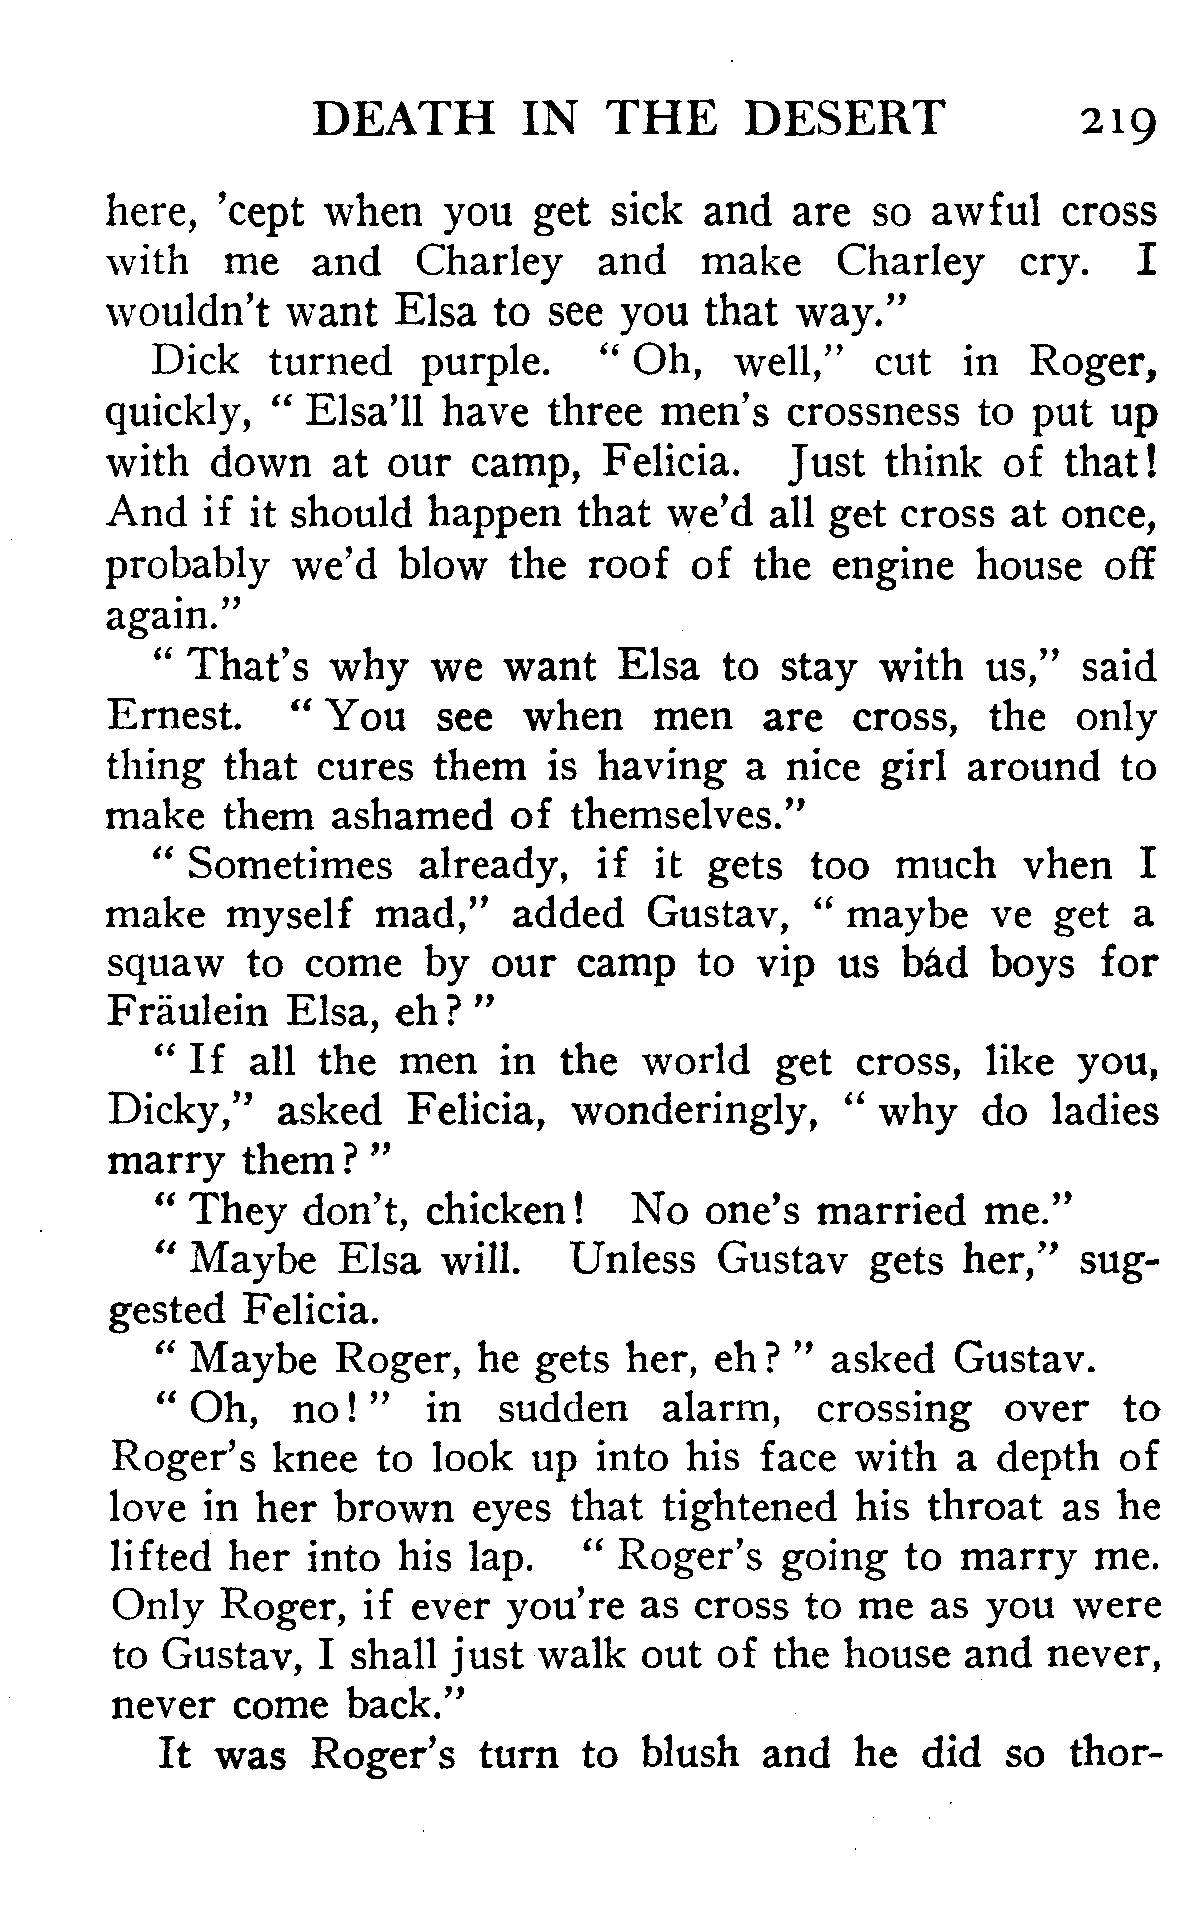 DEATH IN THE DESERT 219
here, 'cept when you get sick and are so awful cross
with me and Charley and make Charley cry. I
wouldn't want Elsa to see you that way."
Dick turned purple. " Oh, well," cut in Roger,
quickly, " Elsa'll have three men's crossness to put up
with down at our camp, Felicia. Just think of that!
And if it should happen that we'd all get cross at once,
probably we'd blow the roof of the engine house off
again."
" That's why we want Elsa to stay with us," said
Ernest. " You see when men are cross, the only
thing that cures them is having a nice girl around to
make them ashamed of themselves."
" Sometimes already, if it gets too much vhen I
make myself mad," added Gustav, " maybe ve get a
squaw to come by our camp to vip us bad boys for
Fräulein Elsa, eh? "
" If all the men in the world get cross, like you,
Dicky," asked Felicia, wonderingly, " why do ladies
marry them? "
" They don't, chicken! No one's married me."
" Maybe Elsa will. Unless Gustav gets her," sug-
gested Felicia.
" Maybe Roger, he gets her, eh? " asked Gustav.
" Oh, no! " in sudden alarm, crossing over to
Roger's knee to look up into his face with a depth of
love in her brown eyes that tightened his throat as he
lifted her into his lap. " Roger's going to marry me.
Only Roger, if ever you're as cross to me as you were
to Gustav, I shall just walk out of the house and never,
never come back."
It was Roger's turn to blush and he did so thor-